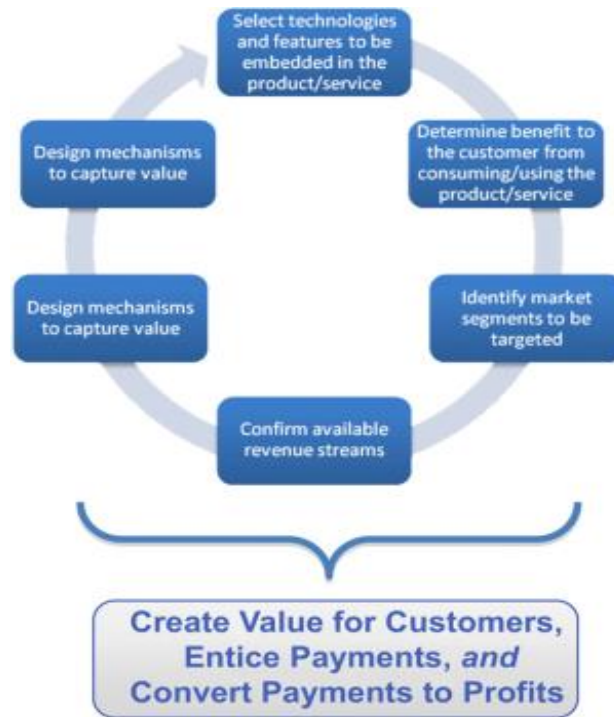 Select technologies
and features to be
embedded in the
product/service
Determine benefit to
the customer from
consuming/using the
product/service
Identify market
segments to be
targeted
Confirm available
revenue streams
Design mechanisms
to capture value
Design mechanisms
to capture value
Create Value for Customers,
Entice Payments, and
Convert Payments to Profits